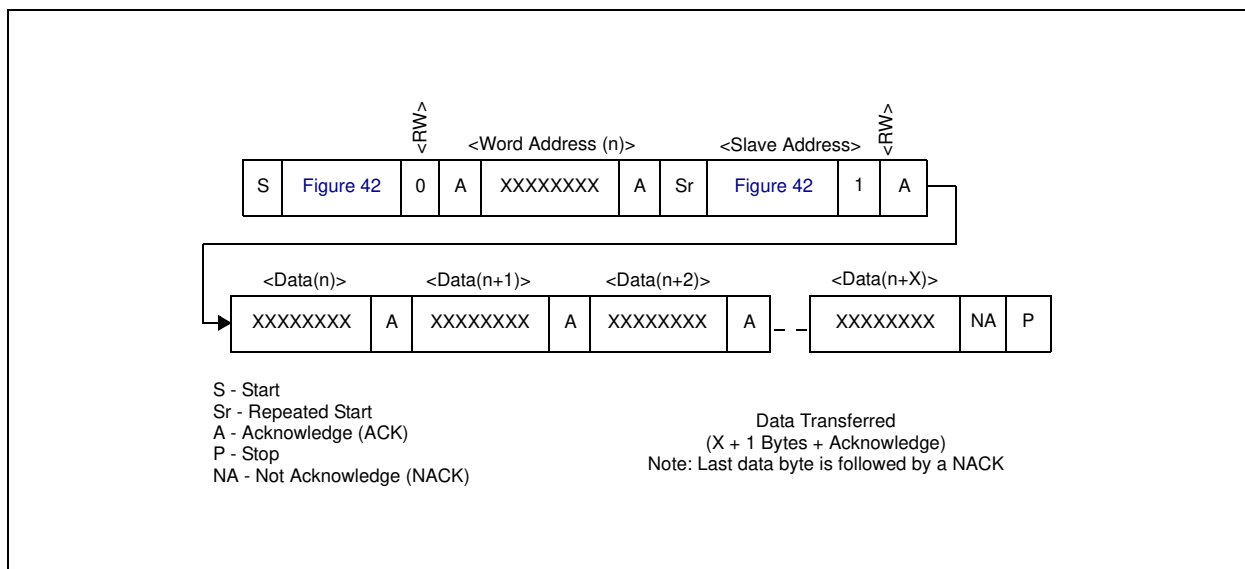 <RW> <Word Address (n)> <Slave Address> <RW>
S Figure 42 0 A XXXXXXXX A Sr Figure 42 1 A
<Data(n)> <Data(n+1)> <Data(n+2)> <Data(n+X)>
XXXXXXXX A XXXXXXXX A XXXXXXXX A XXXXXXXX NA P
S - Start
Sr - Repeated Start
A - Acknowledge (ACK)
P - Stop
NA - Not Acknowledge (NACK)
Data Transferred
(X + 1 Bytes + Acknowledge)
Note: Last data byte is followed by a NACK